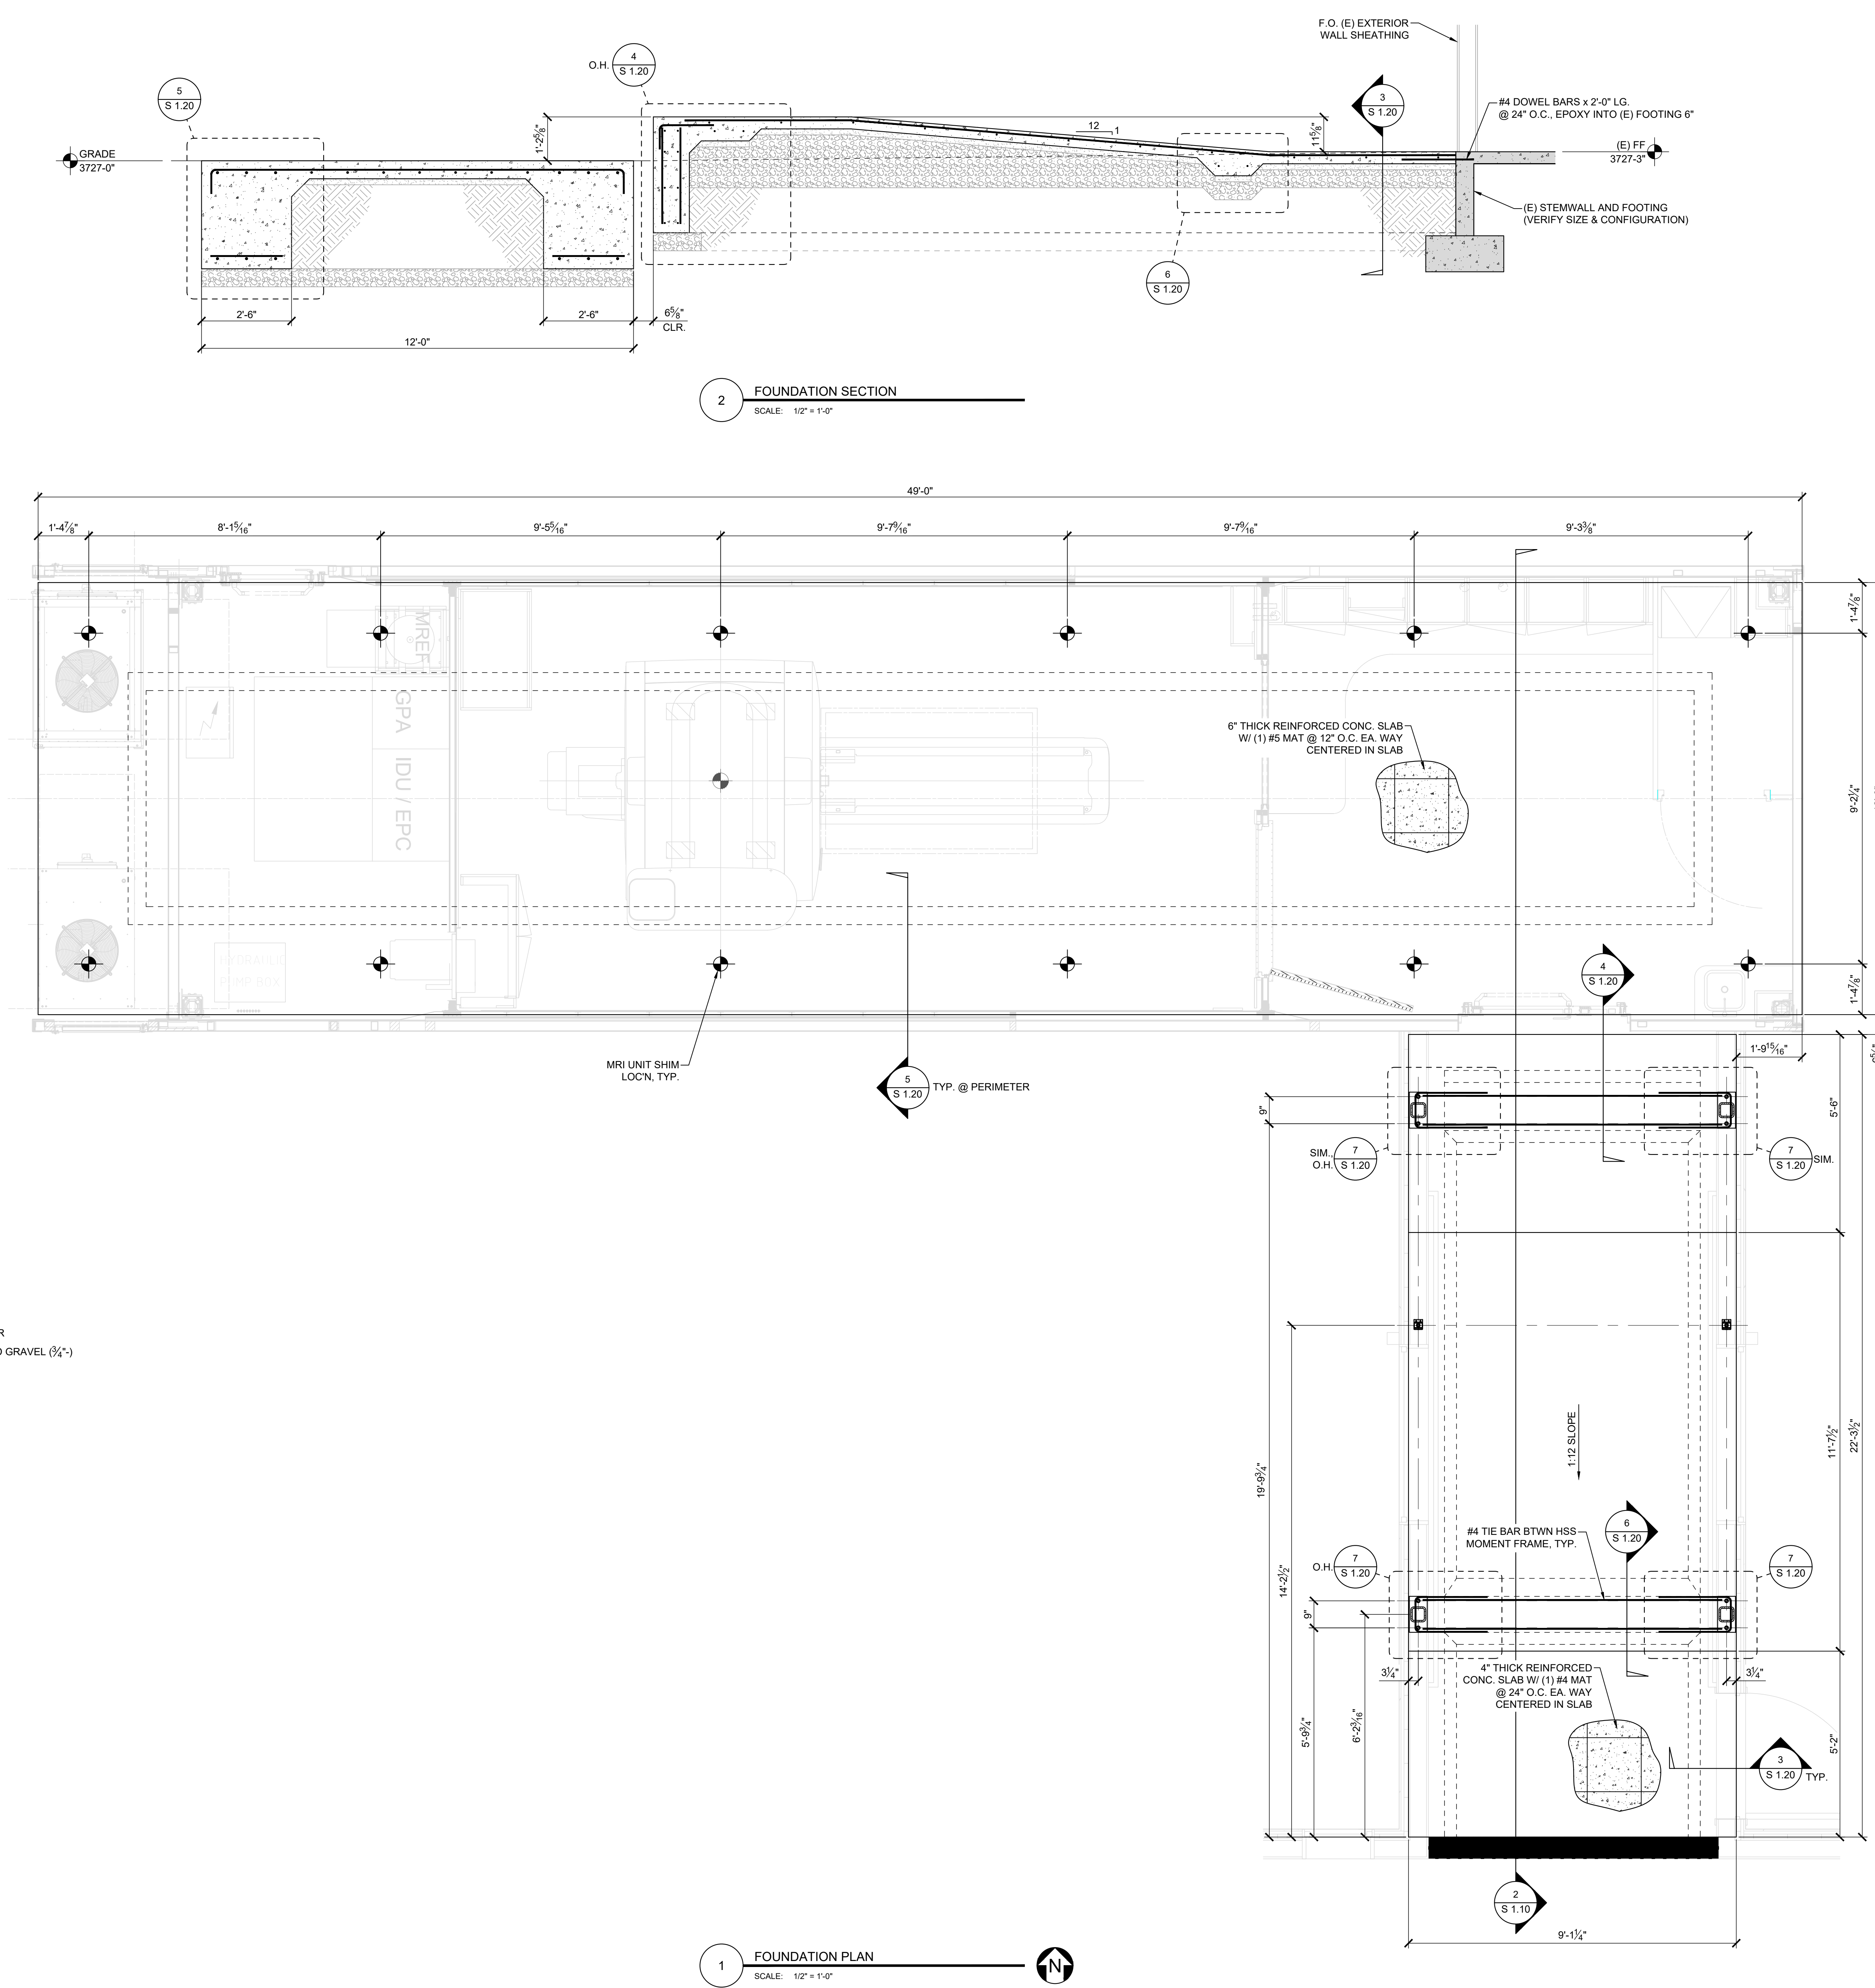 F.O. (E) EXTERIOR
WALL SHEATHING
4
S 1.20
O.H.
5
S 1.20
3
S 1.20
#4 DOWEL BARS x 2'-0" LG.
@ 24" O.C., EPOXY INTO (E) FOOTING 6"
1'-2⅝"
12
1
11⅝"
GRADE
3727-0"
(E) FF
3727-3"
(E) STEMWALL AND FOOTING
(VERIFY SIZE & CONFIGURATION)
6
S 1.20
2'-6"
2'-6"
6⅝"
CLR.
12'-0"
2
FOUNDATION SECTION
SCALE: 1/2" = 1'-0"
49'-0"
1'-4⅞"
8'-1⁵⁄₁₆"
9'-5⁵⁄₁₆"
9'-7⁹⁄₁₆"
9'-7⁹⁄₁₆"
9'-3⅜"
1'-4⅞"
MREF
GPA
IDU / EPC
6" THICK REINFORCED CONC. SLAB
W/ (1) #5 MAT @ 12" O.C. EA. WAY
CENTERED IN SLAB
9'-2¼"
HYDRAULIC
PUMP BOX
4
S 1.20
1'-4⅞"
MRI UNIT SHIM
LOC'N, TYP.
5
S 1.20
TYP. @ PERIMETER
1'-9¹⁵⁄₁₆"
9"
5'-6"
SIM.,
O.H.
7
S 1.20
7
S 1.20
SIM.
R
GRAVEL (¾"-)
1:12 SLOPE
11'-7½"
22'-3½"
19'-9¾"
14'-2½"
#4 TIE BAR BTWN HSS
MOMENT FRAME, TYP.
6
S 1.20
O.H.
7
S 1.20
7
S 1.20
9"
3¼"
3¼"
4" THICK REINFORCED
CONC. SLAB W/ (1) #4 MAT
@ 24" O.C. EA. WAY
CENTERED IN SLAB
5'-9¾"
6'-2³⁄₁₆"
5'-2"
3
S 1.20
TYP.
2
S 1.10
9'-1¼"
1
FOUNDATION PLAN
SCALE: 1/2" = 1'-0"
N